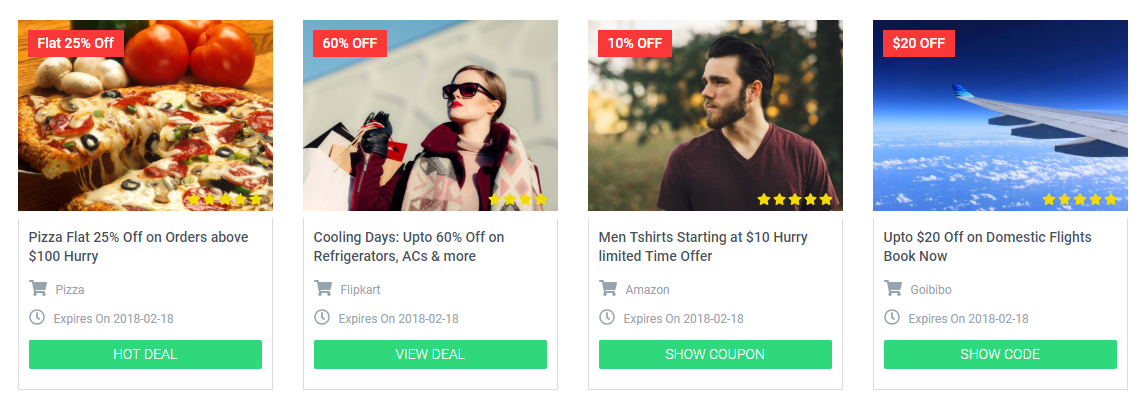 Flat 25% Off
60% OFF
10% OFF
$20 OFF
Pizza Flat 25% Off on Orders above
$100 Hurry
Pizza
Expires On 2018-02-18
HOT DEAL
Cooling Days: Upto 60% Off on
Refrigerators, ACs & more
Flipkart
Expires On 2018-02-18
VIEW DEAL
Men Tshirts Starting at $10 Hurry
limited Time Offer
Amazon
Expires On 2018-02-18
SHOW COUPON
Upto $20 Off on Domestic Flights
Book Now
Goibibo
Expires On 2018-02-18
SHOW CODE